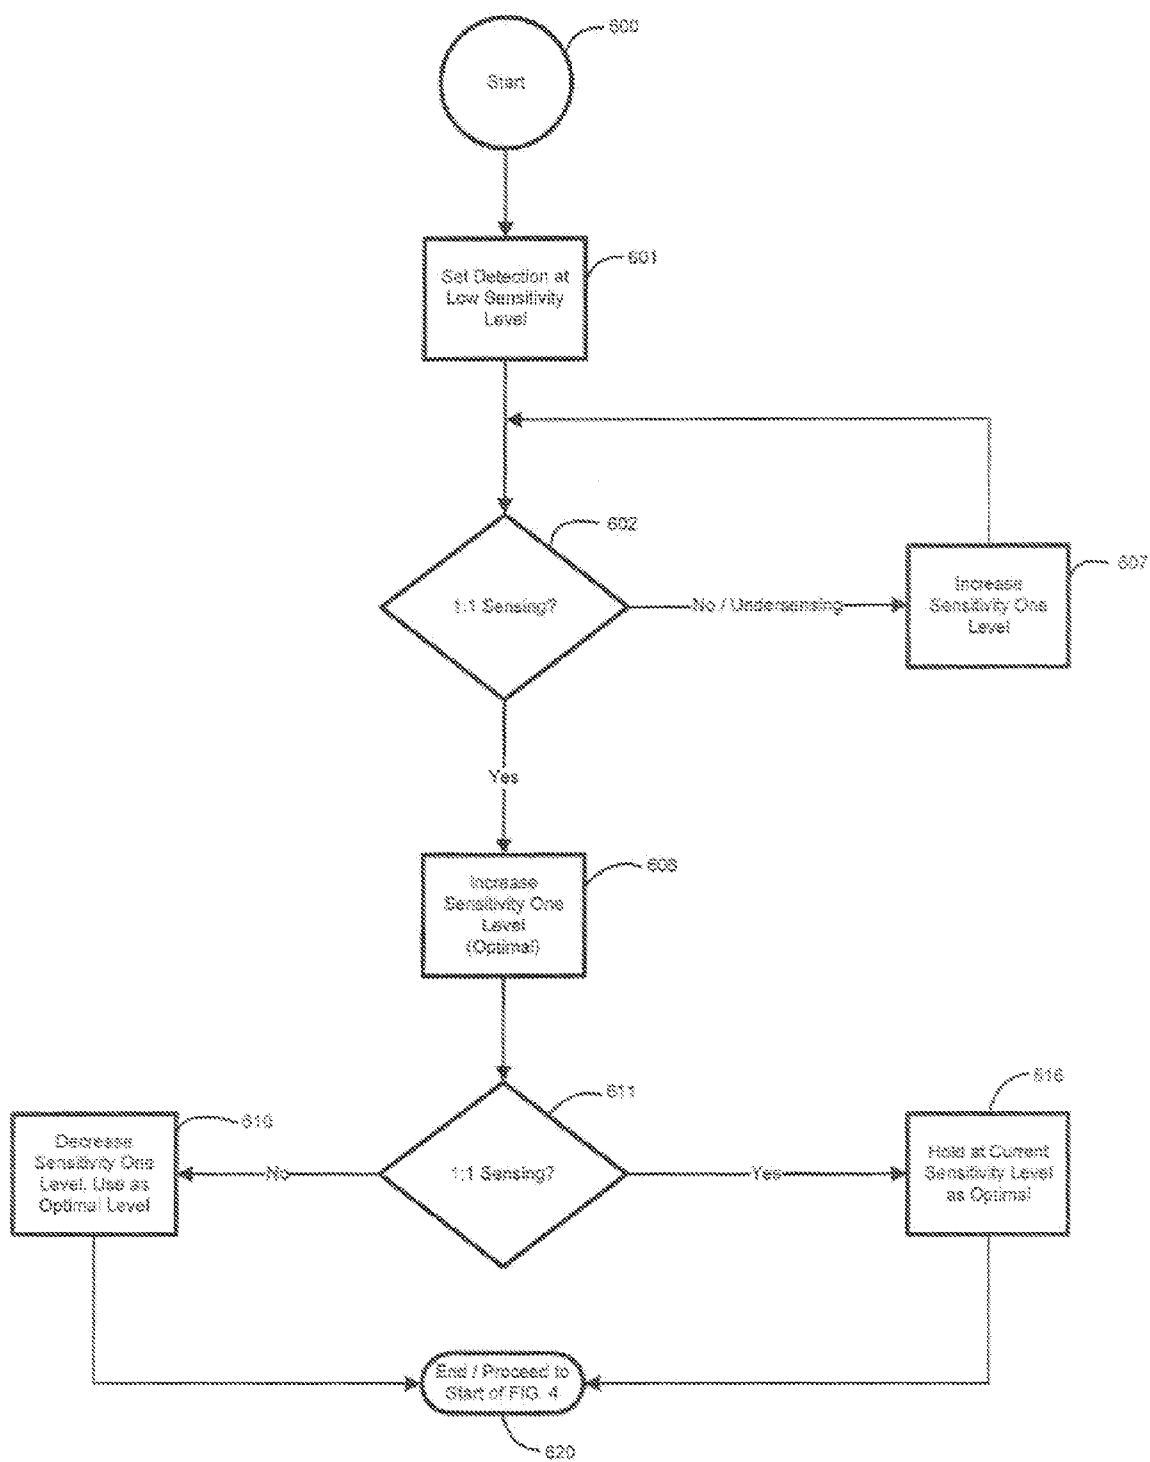 600
Start
601
Set Detection at
Low Sensitivity
Level
602
1:1 Sensing?
No / Undersensing
607
Increase
Sensitivity One
Level
Yes
608
Increase
Sensitivity One
Level
(Optimal)
611
1:1 Sensing?
No
610
Decrease
Sensitivity One
Level, Use as
Optimal Level
Yes
616
Hold at Current
Sensitivity Level
as Optimal
End / Proceed to
Start of FIG. 4
620